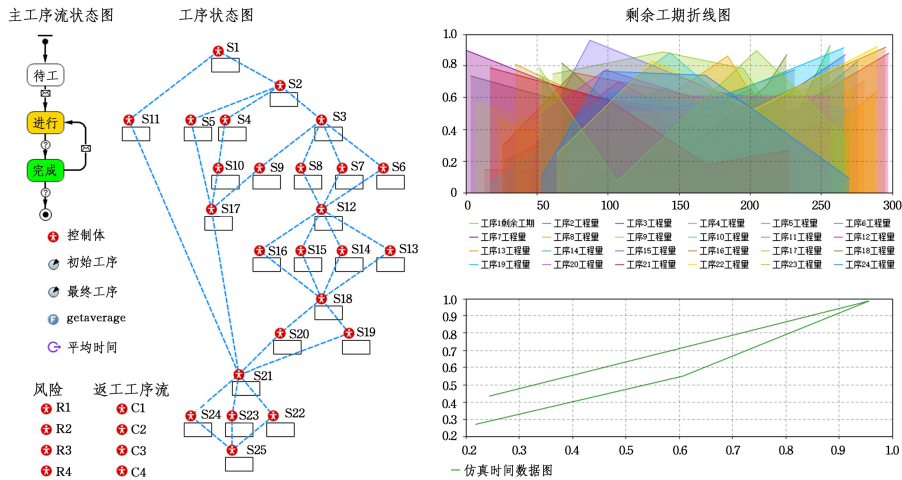 主工序流状态图
待工
进行
?
完成
?
控制体
初始工序
最终工序
F getaverage
平均时间
风险 返工工序流
R1 C1
R2 C2
R3 C3
R4 C4
工序状态图
S1
S2
S11 S5 S4 S3
S10 S9 S8 S7 S6
S17 S12
S16 S15 S14 S13
S18
S20 S19
S21
S24 S23 S22
S25
剩余工期折线图
1.0
0.8
0.6
0.4
0.2
0
50 100 150 200 250 300
工序1剩余工期 工序2工程量 工序3工程量 工序4工程量 工序5工程量 工序6工程量
工序7工程量 工序8工程量 工序9工程量 工序10工程量 工序11工程量 工序12工程量
工序13工程量 工序14工程量 工序15工程量 工序16工程量 工序17工程量 工序18工程量
工序19工程量 工序20工程量 工序21工程量 工序22工程量 工序23工程量 工序24工程量
1.0
0.9
0.8
0.7
0.6
0.5
0.4
0.3
0.2
0.2 0.3 0.4 0.5 0.6 0.7 0.8 0.9 1.0
仿真时间数据图